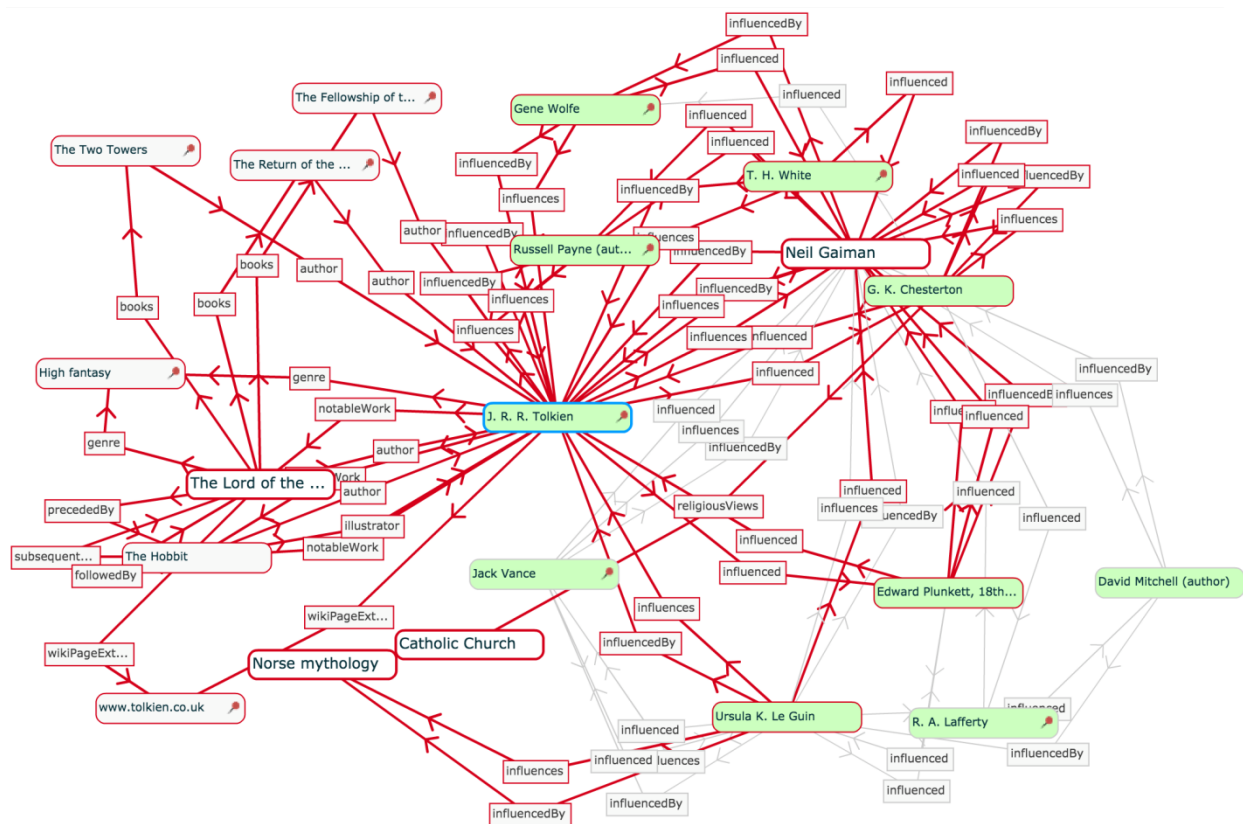 influencedBy
influenced
influenced
The Fellowship of t...
Gene Wolfe
influenced
influenced
influencedBy
influenced
The Two Towers
The Return of the ...
influencedBy
influenced
influencedBy
T. H. White
influencedBy
influences
influences
author
influencedBy
influences
influencedBy
Russell Payne (aut...
Neil Gaiman
books
author
author
influencedBy
influencedBy
G. K. Chesterton
books
books
influences
influences
influences
influences
influenced
High fantasy
genre
influenced
influencedBy
notableWork
J. R. R. Tolkien
influenced
influencedBy
influences
influenced
influences
genre
author
influencedBy
The Lord of the ...
Work
author
influenced
influenced
precededBy
religiousViews
influences
influencedBy
influenced
illustrator
subsequent...
The Hobbit
notableWork
influenced
followedBy
Jack Vance
influenced
Edward Plunkett, 18th...
David Mitchell (author)
wikiPageExt...
influences
influencedBy
Catholic Church
wikiPageExt...
Norse mythology
www.tolkien.co.uk
Ursula K. Le Guin
influenced
R. A. Lafferty
influenced
influencedBy
influences
influenced
influences
influenced
influencedBy
influenced
influencedBy